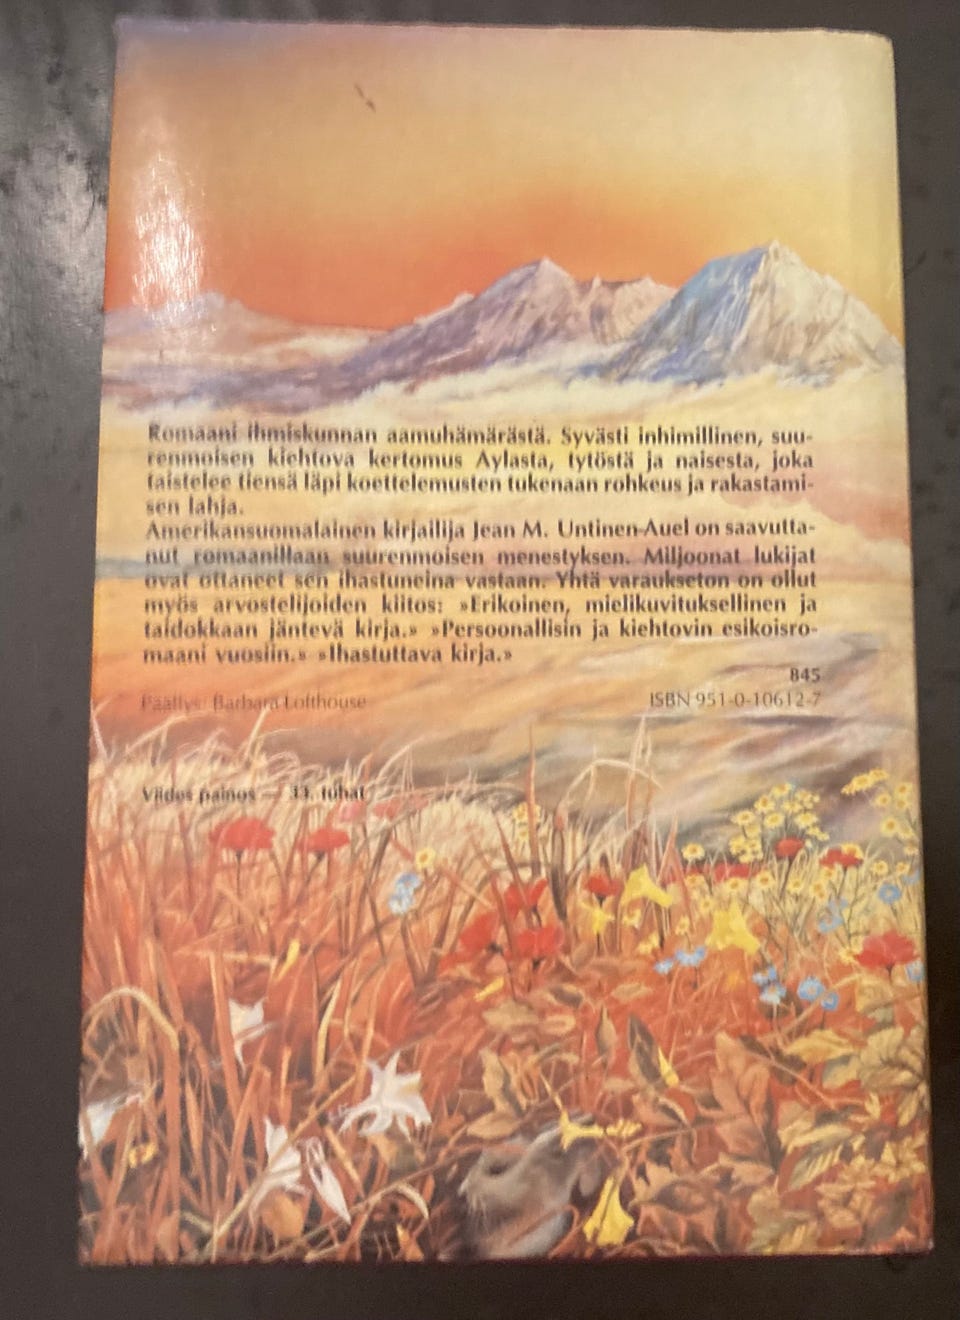 Romaani ihmiskunnan aamuhämärästä. Syvästi inhimillinen, suu-
renmoisen kiehtova kertomus Aylasta, tytöstä ja naisesta, joka
taistelee tiensä läpi koettelemusten tukenaan rohkeus ja rakastami-
sen lahja.
Amerikansuomalainen kirjailija Jean M. Untinen-Auel on saavutta-
nut romaanillaan suurenmoisen menestyksen. Miljoonat lukijat
ovat ottaneet sen ihastuneina vastaan. Yhtä varaukseton on ollut
myös arvostelijoiden kiitos: »Erikoinen, mielikuvituksellinen ja
taidokkaan jäntevä kirja.» »Persoonallisin ja kiehtovin esikoisro-
maani vuosiin.» »Ihastuttava kirja.»
845
Päällys: Barbara Lofthouse ISBN 951-0-10612-7
Viides painos — 33. tuhat